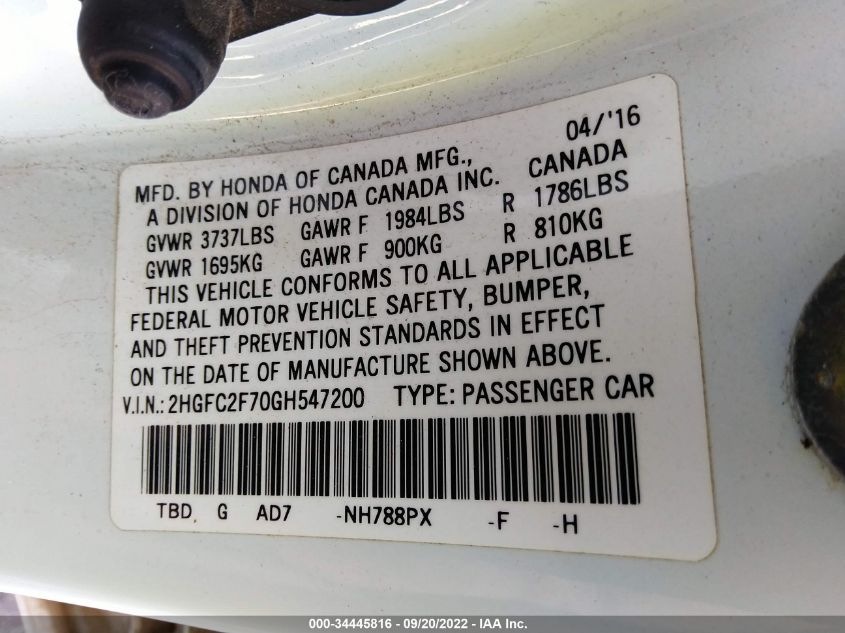 04/'16
MFD. BY HONDA OF CANADA MFG.,
A DIVISION OF HONDA CANADA INC. CANADA
GVWR 3737LBS GAWR F 1984LBS R 1786LBS
GVWR 1695KG GAWR F 900KG R 810KG
THIS VEHICLE CONFORMS TO ALL APPLICABLE
FEDERAL MOTOR VEHICLE SAFETY, BUMPER,
AND THEFT PREVENTION STANDARDS IN EFFECT
ON THE DATE OF MANUFACTURE SHOWN ABOVE.
V.I.N.: 2HGFC2F70GH547200 TYPE: PASSENGER CAR
TBD G AD7 -NH788PX -F -H
000-34445816 - 09/20/2022 - IAA Inc.